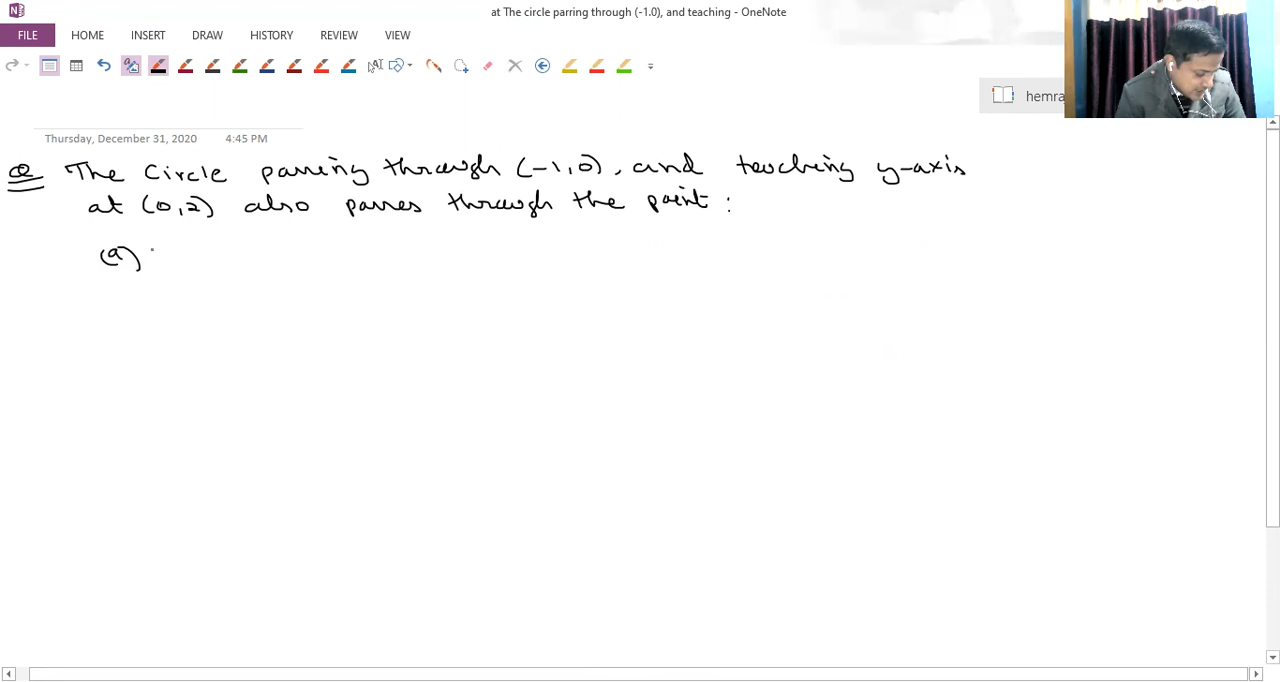 at The circle parring through (-1.0), and teaching - OneNote
FILE HOME INSERT DRAW HISTORY REVIEW VIEW
hemra
Thursday, December 31, 2020 4:45 PM
Q The Circle passing through (-1,0), and touching y-axis
at (0,2) also passes through the point :
(a)